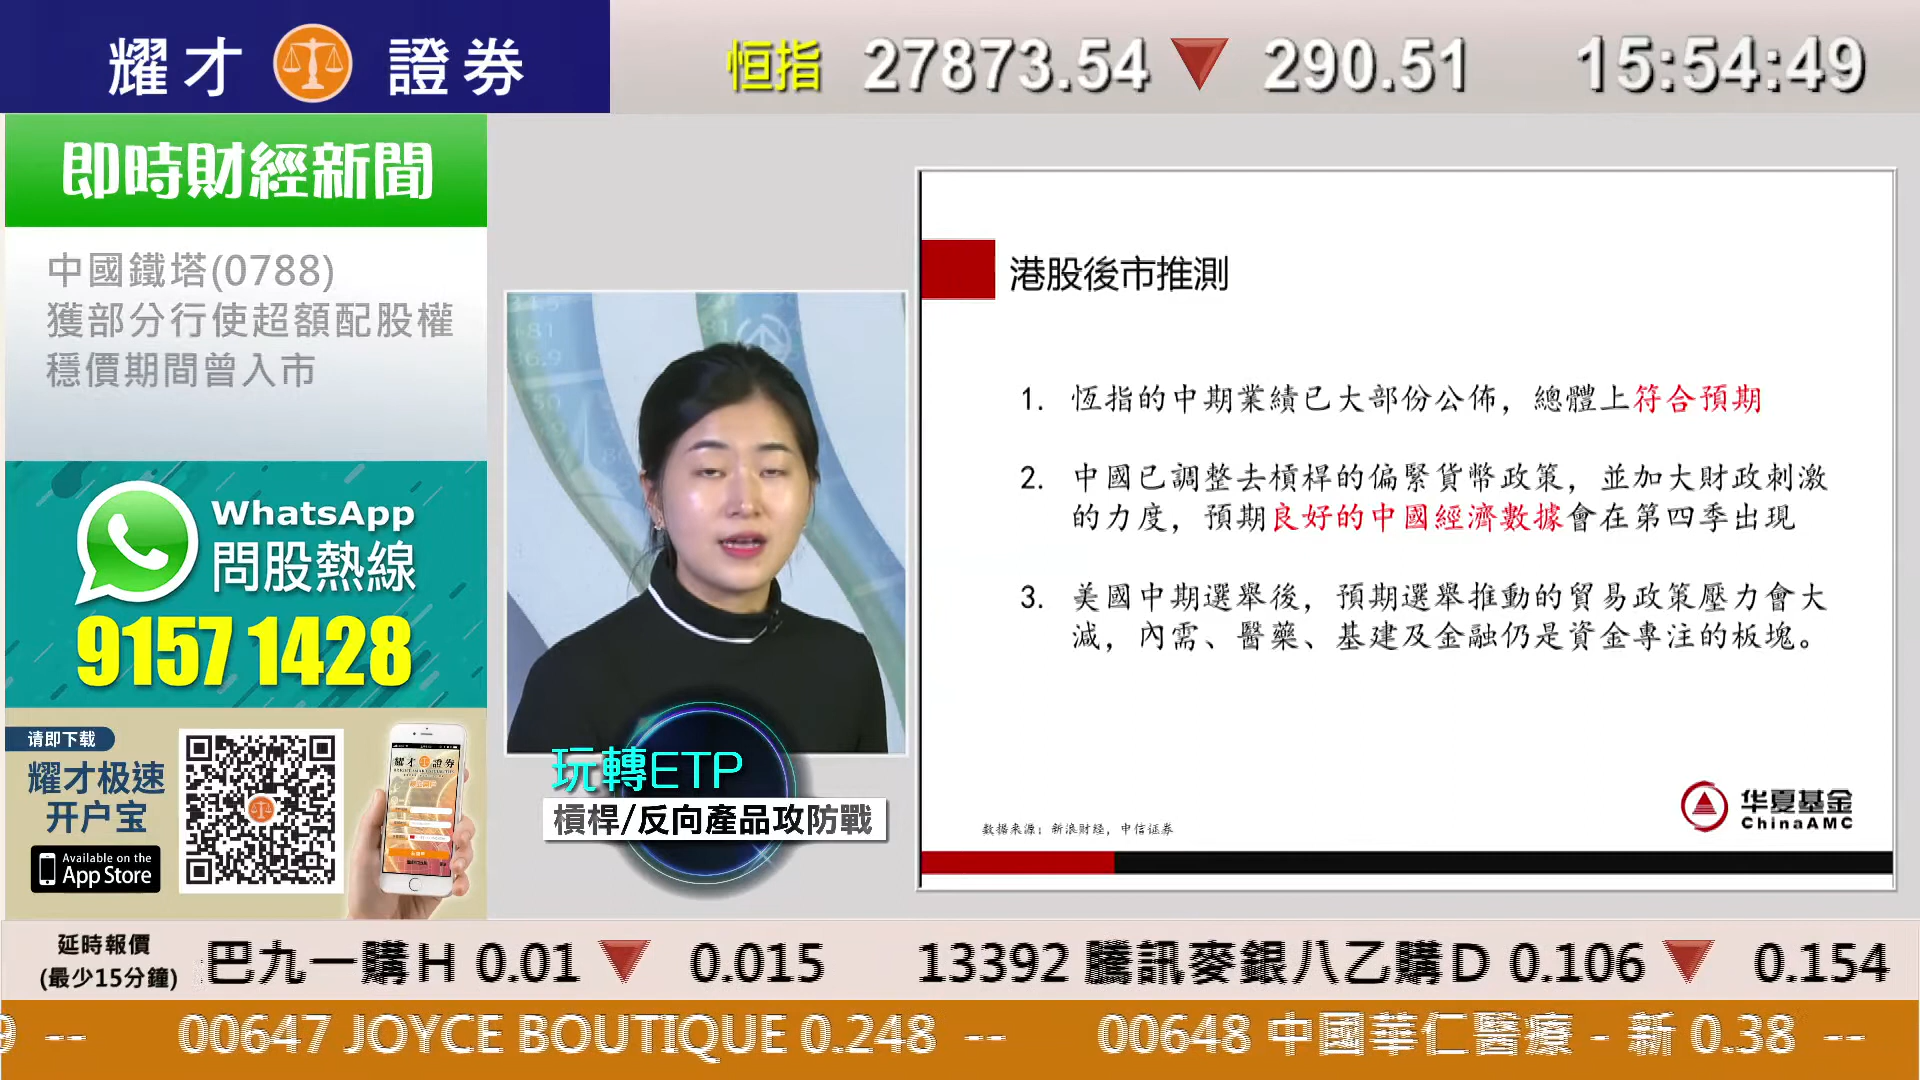 耀才 證券
恒指 27873.54 ▼ 290.51 15:54:49
即時財經新聞
中國鐵塔(0788)
獲部分行使超額配股權
穩價期間曾入市
WhatsApp
問股熱線
9157 1428
请即下载
耀才极速
开户宝
Available on the
App Store
耀才 證券
玩轉ETP
槓桿/反向產品攻防戰
港股後市推測
1. 恆指的中期業績已大部份公佈，總體上符合預期
2. 中國已調整去槓桿的偏緊貨幣政策，並加大財政刺激
的力度，預期良好的中國經濟數據會在第四季出現
3. 美國中期選舉後，預期選舉推動的貿易政策壓力會大
減，內需、醫藥、基建及金融仍是資金專注的板塊。
数据来源：新浪财经，中信证券
华夏基金
ChinaAMC
延時報價
(最少15分鐘)
巴九一購H 0.01 ▼ 0.015 13392 騰訊麥銀八乙購D 0.106 ▼ 0.154
9 -- 00647 JOYCE BOUTIQUE 0.248 -- 00648 中國華仁醫療 - 新 0.38 --